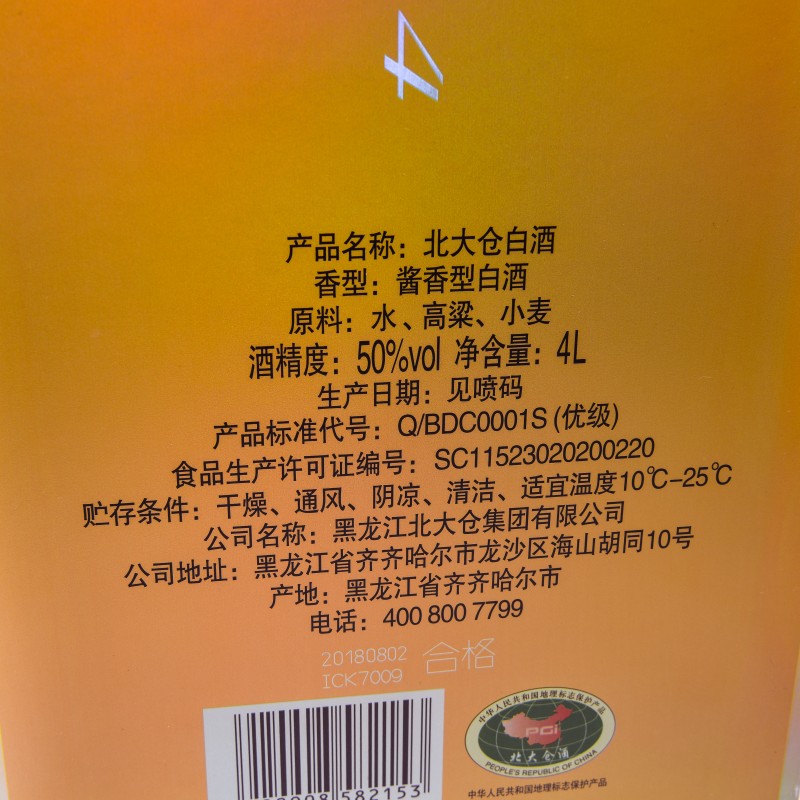 4
产品名称：北大仓白酒
香型：酱香型白酒
原料：水、高粱、小麦
酒精度：50%vol 净含量：4L
生产日期：见喷码
产品标准代号：Q/BDC0001S (优级)
食品生产许可证编号：SC11523020200220
贮存条件：干燥、通风、阴凉、清洁、适宜温度10℃-25℃
公司名称：黑龙江北大仓集团有限公司
公司地址：黑龙江省齐齐哈尔市龙沙区海山胡同10号
产地：黑龙江省齐齐哈尔市
电话：400 800 7799
20180802 合格
ICK7009
582153
中华人民共和国地理标志保护产品
PGI
北大仓酒
PEOPLE'S REPUBLIC OF CHINA
中华人民共和国地理标志保护产品